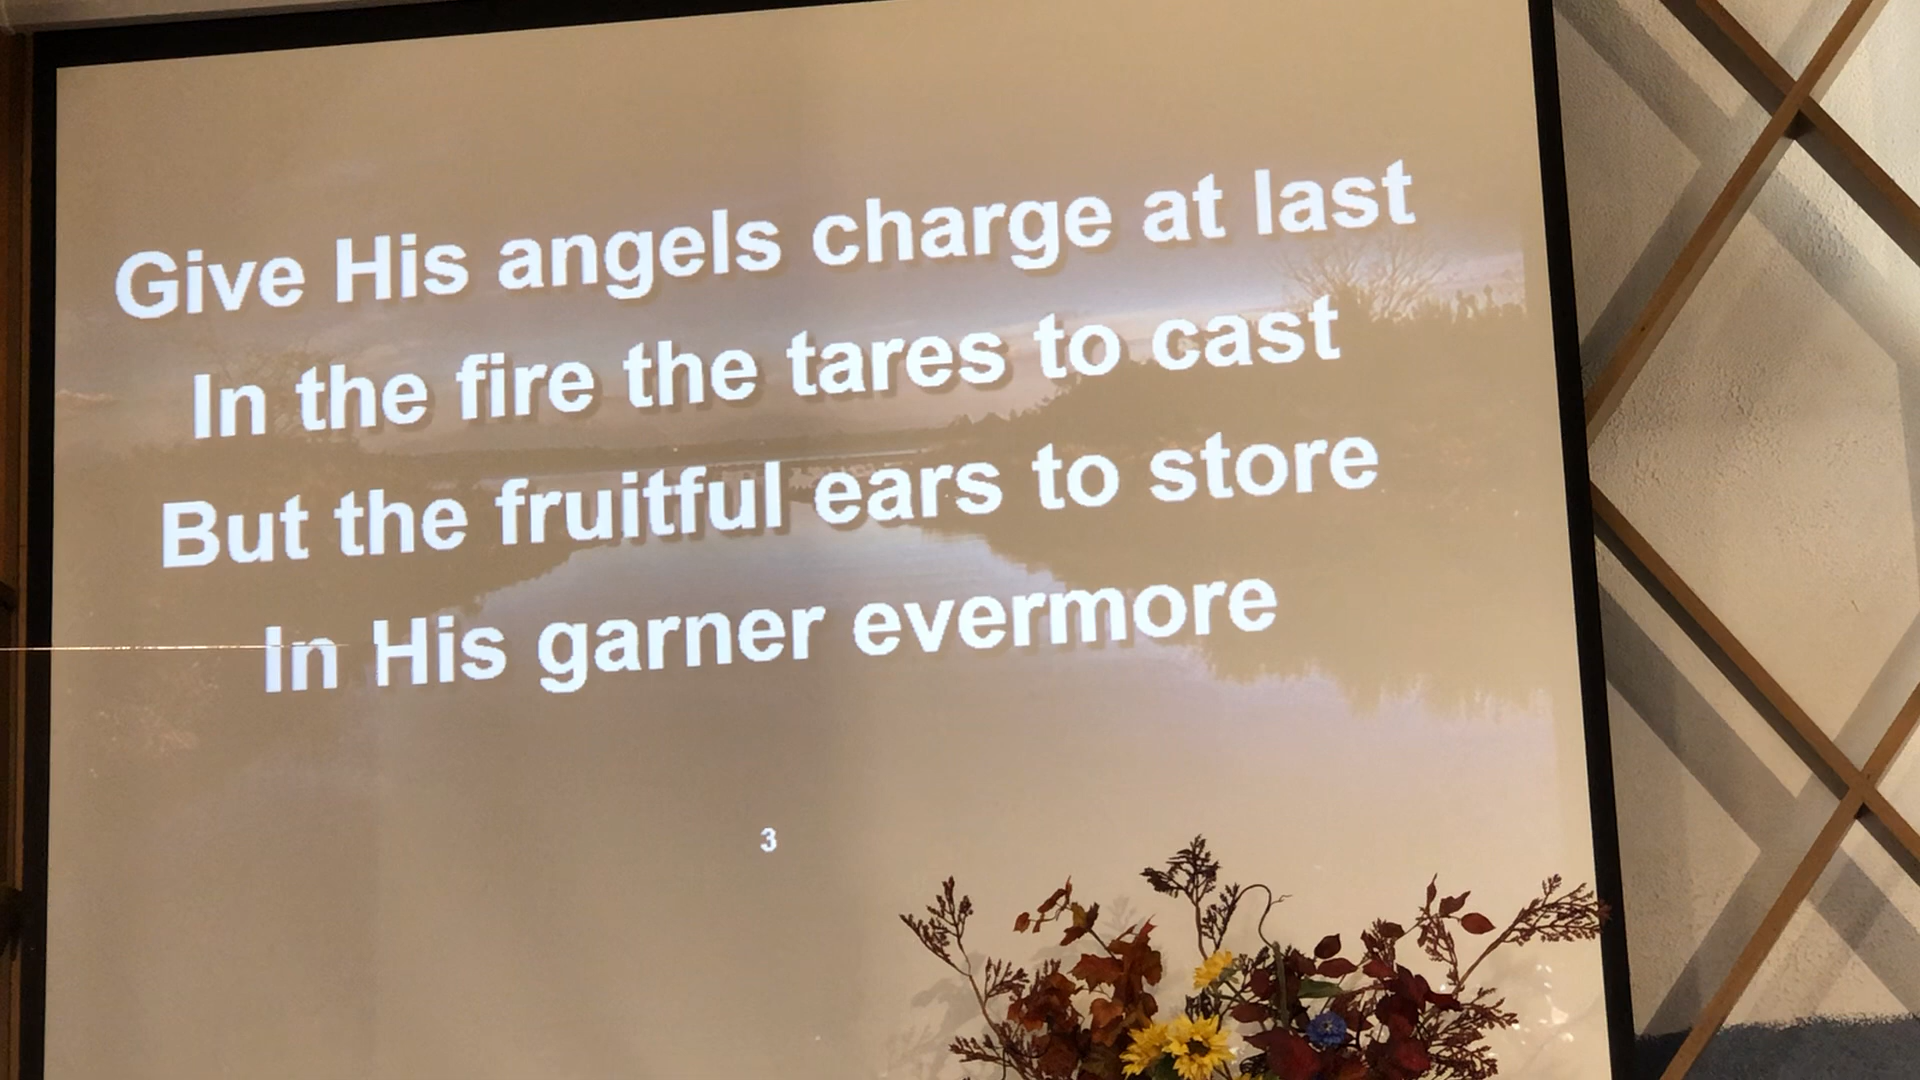 Give His angels charge at last
In the fire the tares to cast
But the fruitful ears to store
In His garner evermore
3